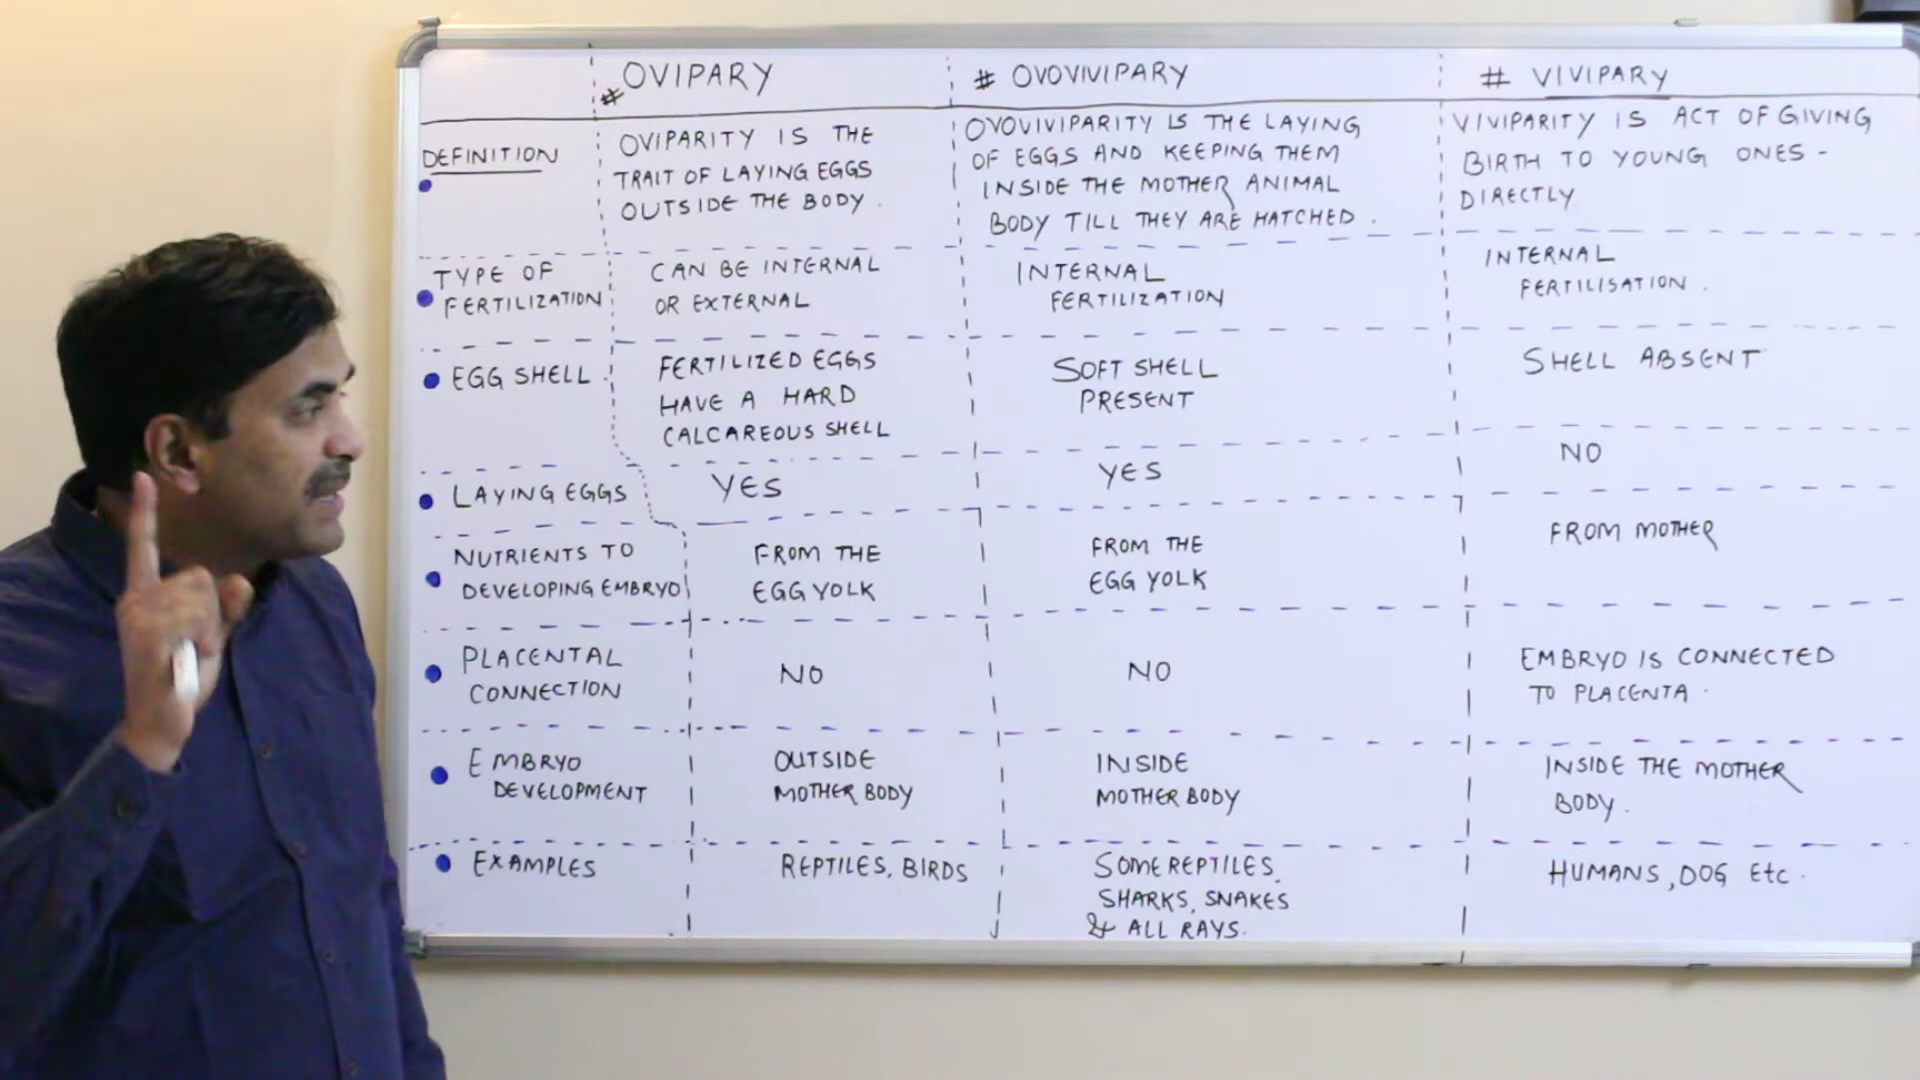 # OVIPARY
# OVOVIVIPARY
# VIVIPARY
DEFINITION
OVIPARITY IS THE
TRAIT OF LAYING EGGS
OUTSIDE THE BODY.
OVOVIVIPARITY IS THE LAYING
OF EGGS AND KEEPING THEM
INSIDE THE MOTHER ANIMAL
BODY TILL THEY ARE HATCHED.
VIVIPARITY IS ACT OF GIVING
BIRTH TO YOUNG ONES -
DIRECTLY
TYPE OF
FERTILIZATION
CAN BE INTERNAL
OR EXTERNAL
INTERNAL
FERTILIZATION
INTERNAL
FERTILISATION.
EGG SHELL
FERTILIZED EGGS
HAVE A HARD
CALCAREOUS SHELL
SOFT SHELL
PRESENT
SHELL ABSENT
LAYING EGGS
YES
YES
NO
NUTRIENTS TO
DEVELOPING EMBRYO
FROM THE
EGG YOLK
FROM THE
EGG YOLK
FROM MOTHER
PLACENTAL
CONNECTION
NO
NO
EMBRYO IS CONNECTED
TO PLACENTA.
EMBRYO
DEVELOPMENT
OUTSIDE
MOTHER BODY
INSIDE
MOTHER BODY
INSIDE THE MOTHER
BODY.
EXAMPLES
REPTILES, BIRDS
SOME REPTILES,
SHARKS, SNAKES
& ALL RAYS.
HUMANS, DOG Etc.